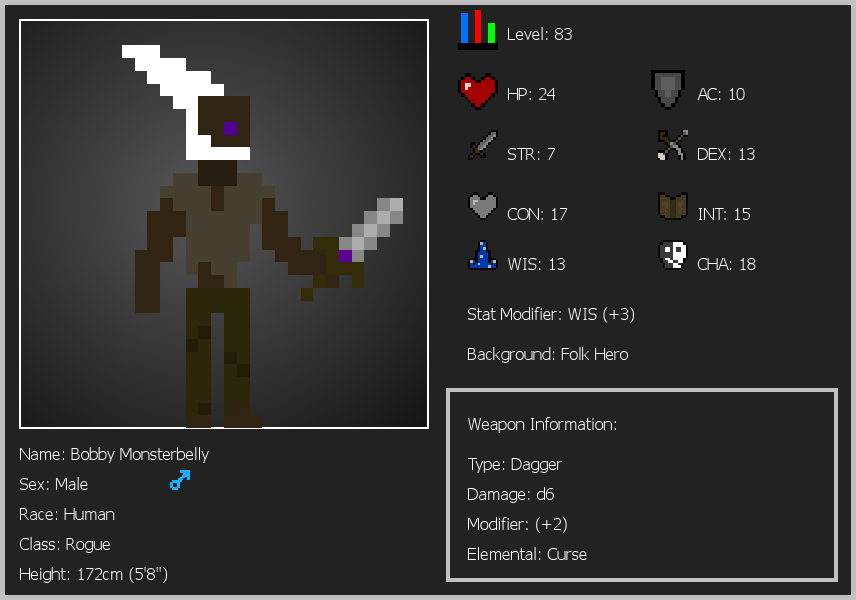 Level: 83
HP: 24
AC: 10
STR: 7
DEX: 13
CON: 17
INT: 15
WIS: 13
CHA: 18
Stat Modifier: WIS (+3)
Background: Folk Hero
Weapon Information:
Type: Dagger
Damage: d6
Modifier: (+2)
Elemental: Curse
Name: Bobby Monsterbelly
Sex: Male
Race: Human
Class: Rogue
Height: 172cm (5'8")